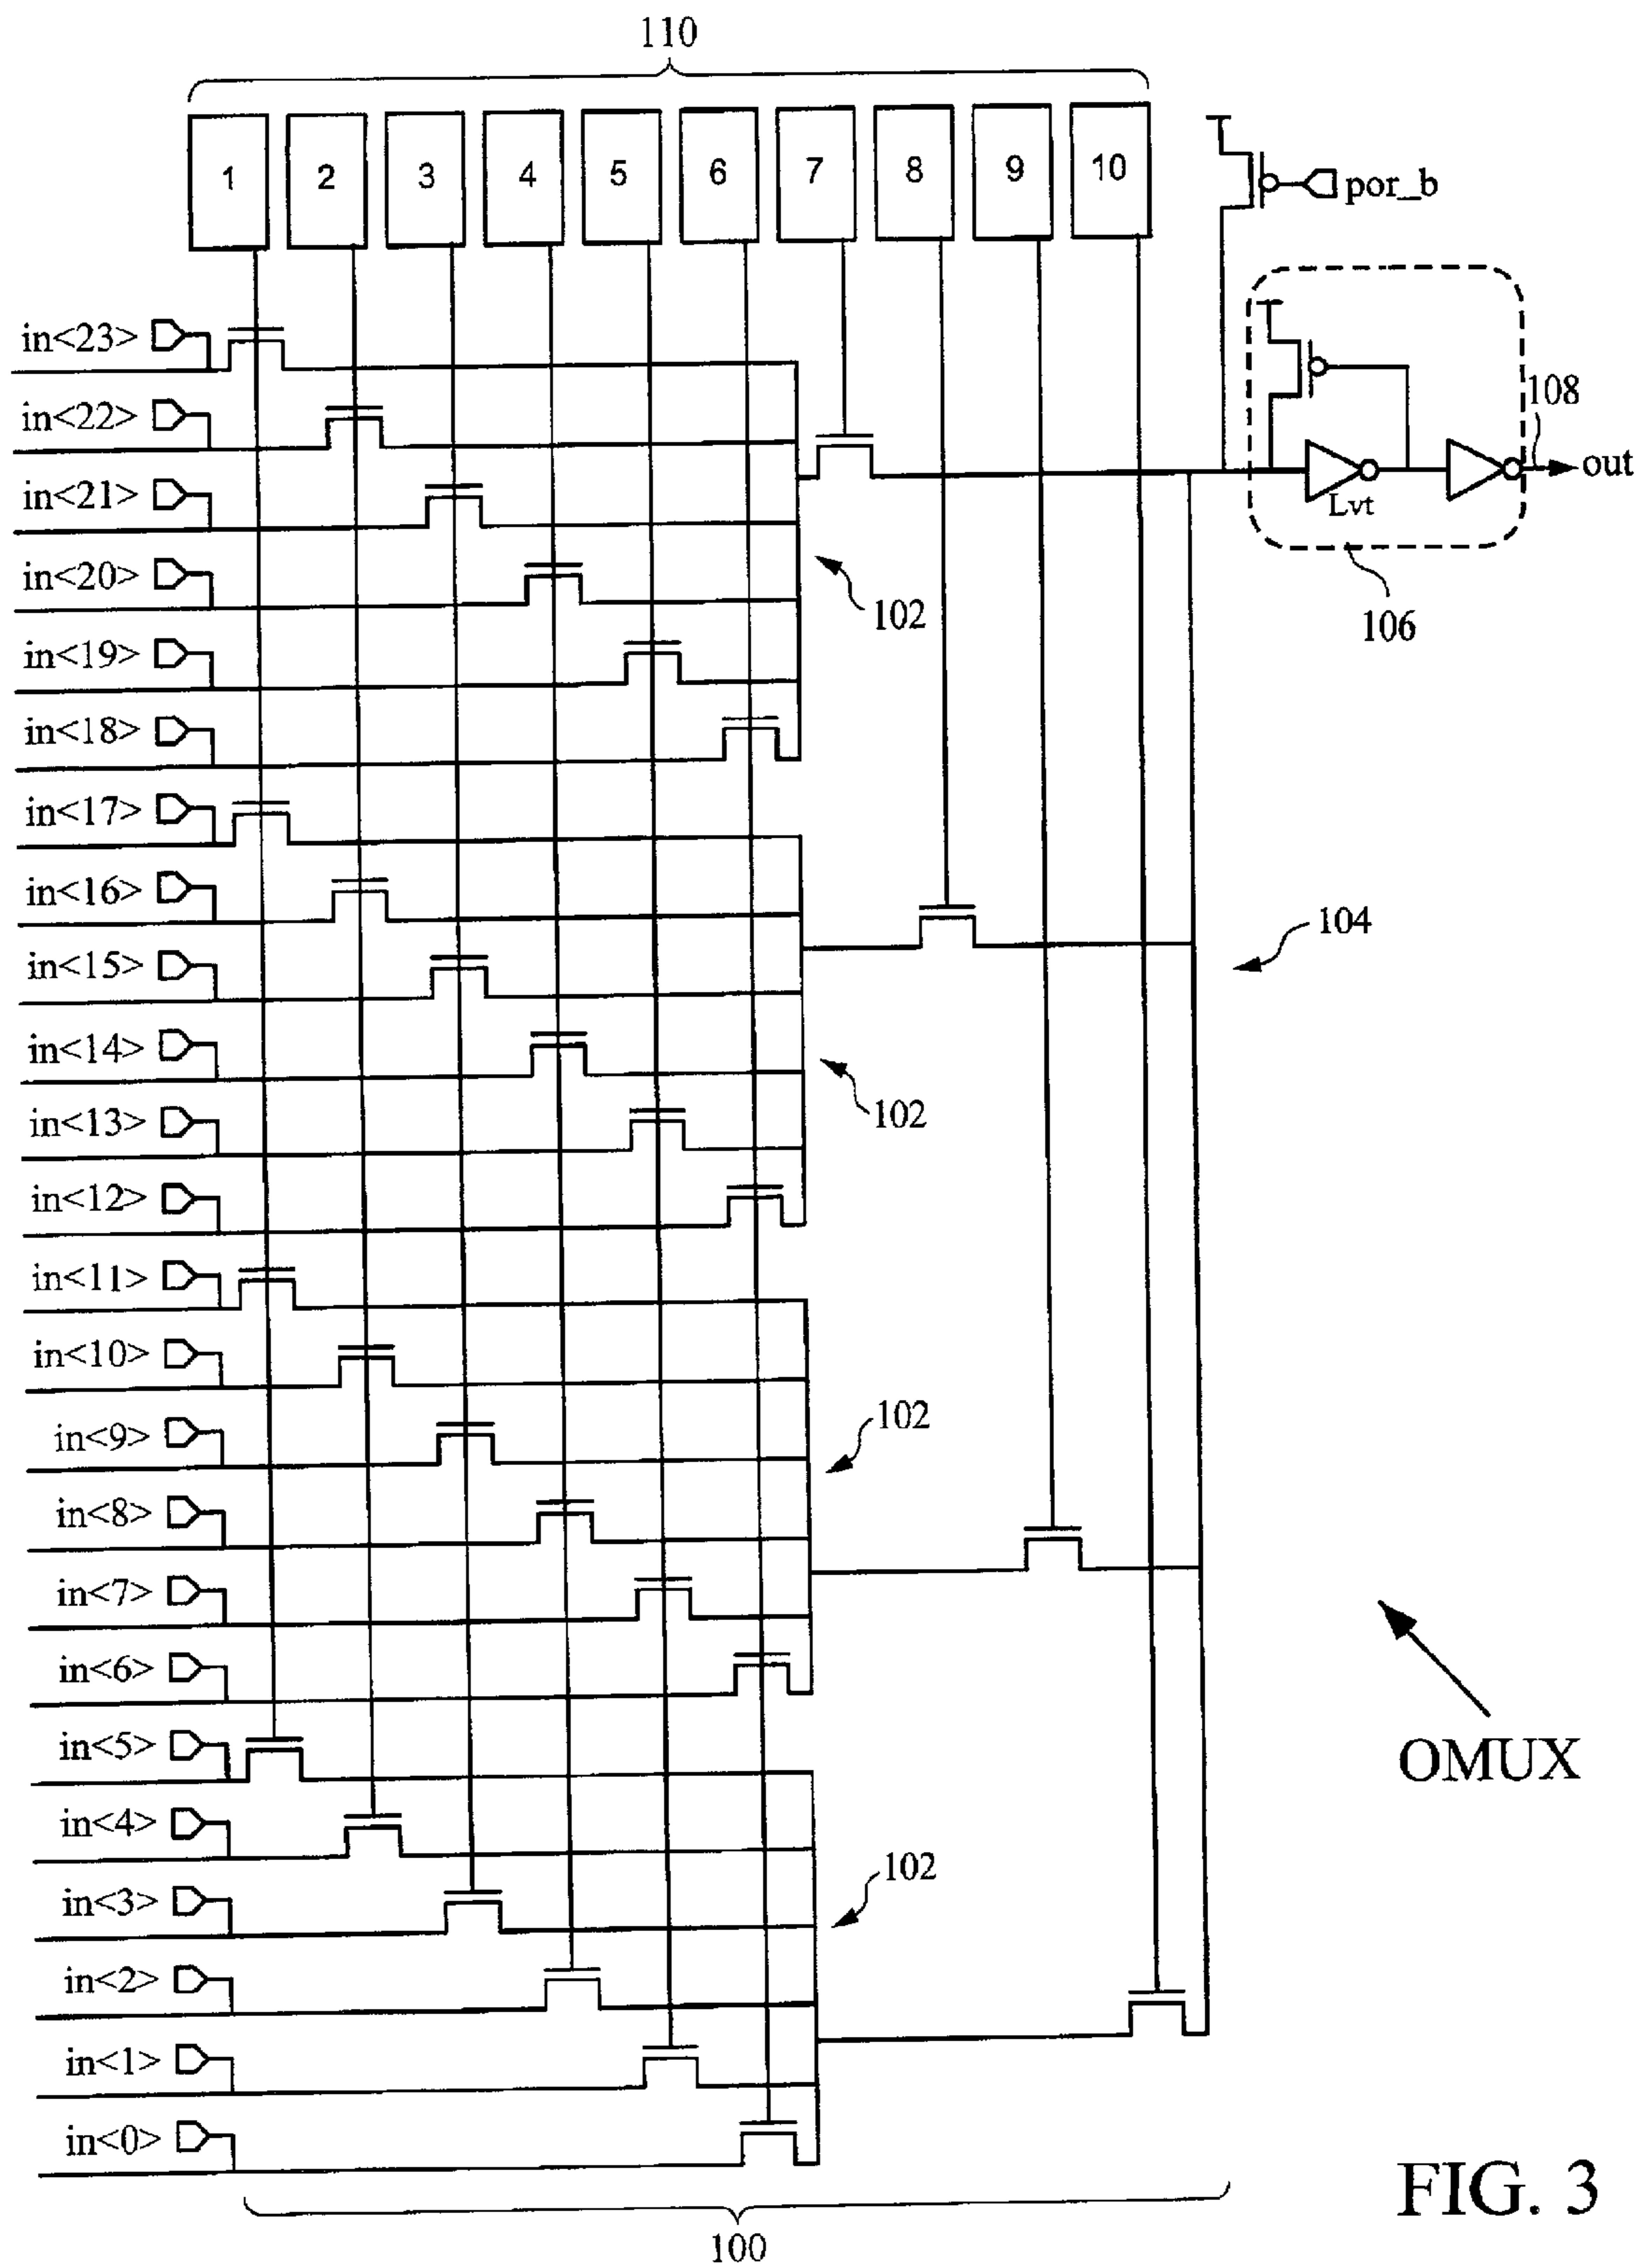 110
1 2 3 4 5 6 7 8 9 10
por_b
in<23>
in<22>
108
out
in<21>
Lvt
in<20>
102
106
in<19>
in<18>
in<17>
in<16>
104
in<15>
in<14>
102
in<13>
in<12>
in<11>
in<10>
102
in<9>
in<8>
in<7>
in<6>
in<5>
OMUX
in<4>
102
in<3>
in<2>
in<1>
in<0>
FIG. 3
100